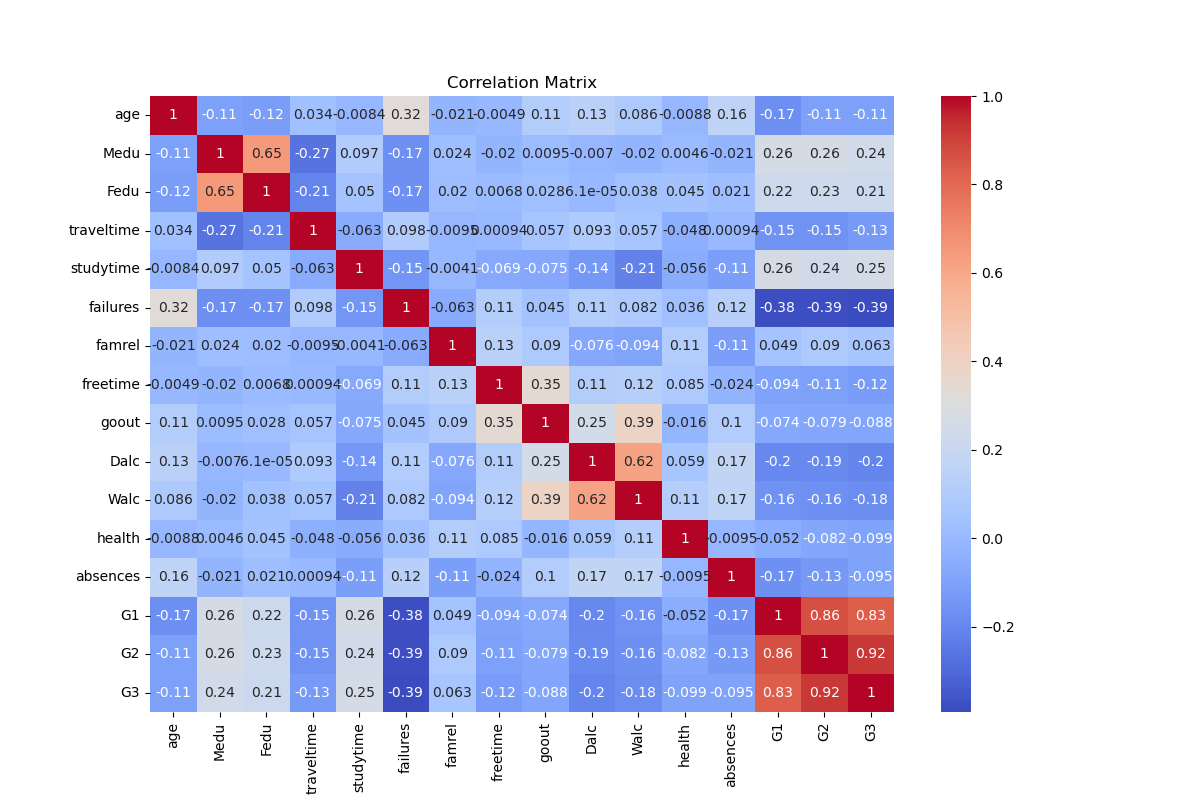 Correlation Matrix
age 1 -0.11 -0.12 0.034 -0.0084 0.32 -0.021 -0.0049 0.11 0.13 0.086 -0.0088 0.16 -0.17 -0.11 -0.11
Medu -0.11 1 0.65 -0.27 0.097 -0.17 0.024 -0.02 0.0095 -0.007 -0.02 0.0046 -0.021 0.26 0.26 0.24
Fedu -0.12 0.65 1 -0.21 0.05 -0.17 0.02 0.0068 0.028 6.1e-05 0.038 0.045 0.021 0.22 0.23 0.21
traveltime 0.034 -0.27 -0.21 1 -0.063 0.098 -0.0095 0.00094 0.057 0.093 0.057 -0.048 0.00094 -0.15 -0.15 -0.13
studytime -0.0084 0.097 0.05 -0.063 1 -0.15 -0.0041 -0.069 -0.075 -0.14 -0.21 -0.056 -0.11 0.26 0.24 0.25
failures 0.32 -0.17 -0.17 0.098 -0.15 1 -0.063 0.11 0.045 0.11 0.082 0.036 0.12 -0.38 -0.39 -0.39
famrel -0.021 0.024 0.02 -0.0095 -0.0041 -0.063 1 0.13 0.09 -0.076 -0.094 0.11 -0.11 0.049 0.09 0.063
freetime -0.0049 -0.02 0.0068 0.00094 -0.069 0.11 0.13 1 0.35 0.11 0.12 0.085 -0.024 -0.094 -0.11 -0.12
goout 0.11 0.0095 0.028 0.057 -0.075 0.045 0.09 0.35 1 0.25 0.39 -0.016 0.1 -0.074 -0.079 -0.088
Dalc 0.13 -0.007 6.1e-05 0.093 -0.14 0.11 -0.076 0.11 0.25 1 0.62 0.059 0.17 -0.2 -0.19 -0.2
Walc 0.086 -0.02 0.038 0.057 -0.21 0.082 -0.094 0.12 0.39 0.62 1 0.11 0.17 -0.16 -0.16 -0.18
health -0.0088 0.0046 0.045 -0.048 -0.056 0.036 0.11 0.085 -0.016 0.059 0.11 1 -0.0095 -0.052 -0.082 -0.099
absences 0.16 -0.021 0.021 0.00094 -0.11 0.12 -0.11 -0.024 0.1 0.17 0.17 -0.0095 1 -0.17 -0.13 -0.095
G1 -0.17 0.26 0.22 -0.15 0.26 -0.38 0.049 -0.094 -0.074 -0.2 -0.16 -0.052 -0.17 1 0.86 0.83
G2 -0.11 0.26 0.23 -0.15 0.24 -0.39 0.09 -0.11 -0.079 -0.19 -0.16 -0.082 -0.13 0.86 1 0.92
G3 -0.11 0.24 0.21 -0.13 0.25 -0.39 0.063 -0.12 -0.088 -0.2 -0.18 -0.099 -0.095 0.83 0.92 1
age Medu Fedu traveltime studytime failures famrel freetime goout Dalc Walc health absences G1 G2 G3
1.0
0.8
0.6
0.4
0.2
0.0
−0.2